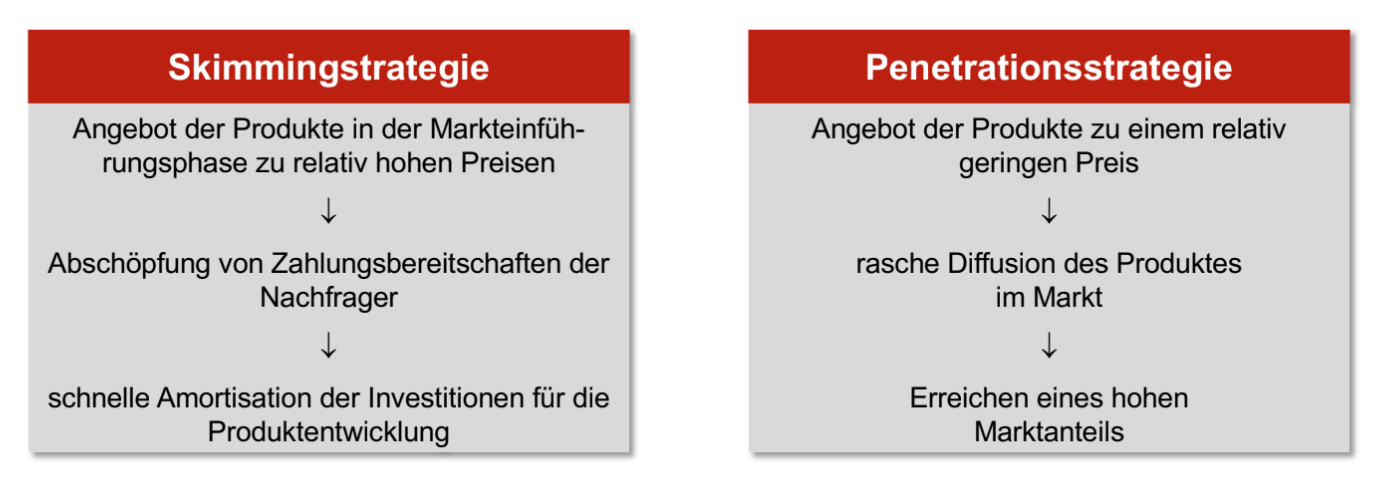 Skimmingstrategie
Angebot der Produkte in der Markteinfüh-
rungsphase zu relativ hohen Preisen
↓
Abschöpfung von Zahlungsbereitschaften der
Nachfrager
↓
schnelle Amortisation der Investitionen für die
Produktentwicklung
Penetrationsstrategie
Angebot der Produkte zu einem relativ
geringen Preis
↓
rasche Diffusion des Produktes
im Markt
↓
Erreichen eines hohen
Marktanteils